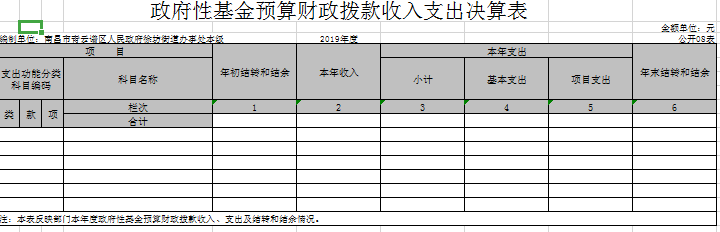 政府性基金预算财政拨款收入支出决算表
金额单位:元
编制单位:南昌市青云谱区人民政府徐坊街道办事处本级 2019年度 公开08表
项 目 年初结转和结余 本年收入 本年支出 年末结转和结余
支出功能分类科目编码 科目名称 小计 基本支出 项目支出
类 款 项 栏次 1 2 3 4 5 6
合计
注:本表反映部门本年度政府性基金预算财政拨款收入、支出及结转和结余情况。